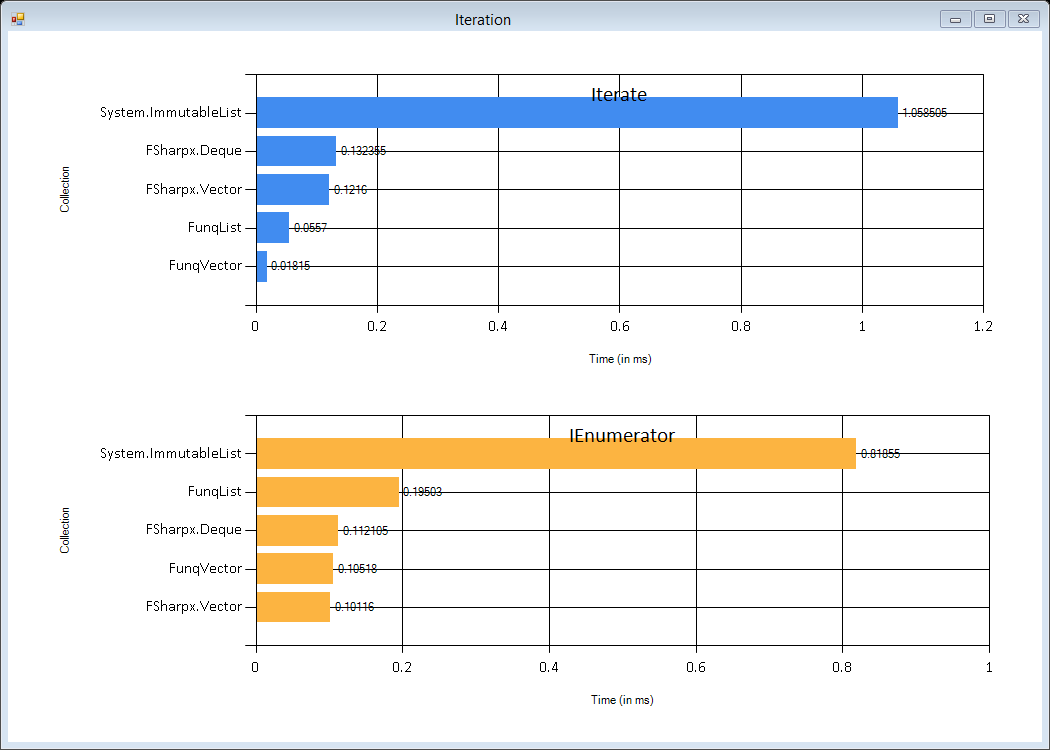 Iteration
Iterate
System.ImmutableList 1.058505
FSharpx.Deque 0.132355
FSharpx.Vector 0.1216
FunqList 0.0557
FunqVector 0.01815
Collection
0 0.2 0.4 0.6 0.8 1 1.2
Time (in ms)
IEnumerator
System.ImmutableList 0.81855
FunqList 0.19503
FSharpx.Deque 0.112105
FunqVector 0.10518
FSharpx.Vector 0.10116
Collection
0 0.2 0.4 0.6 0.8 1
Time (in ms)